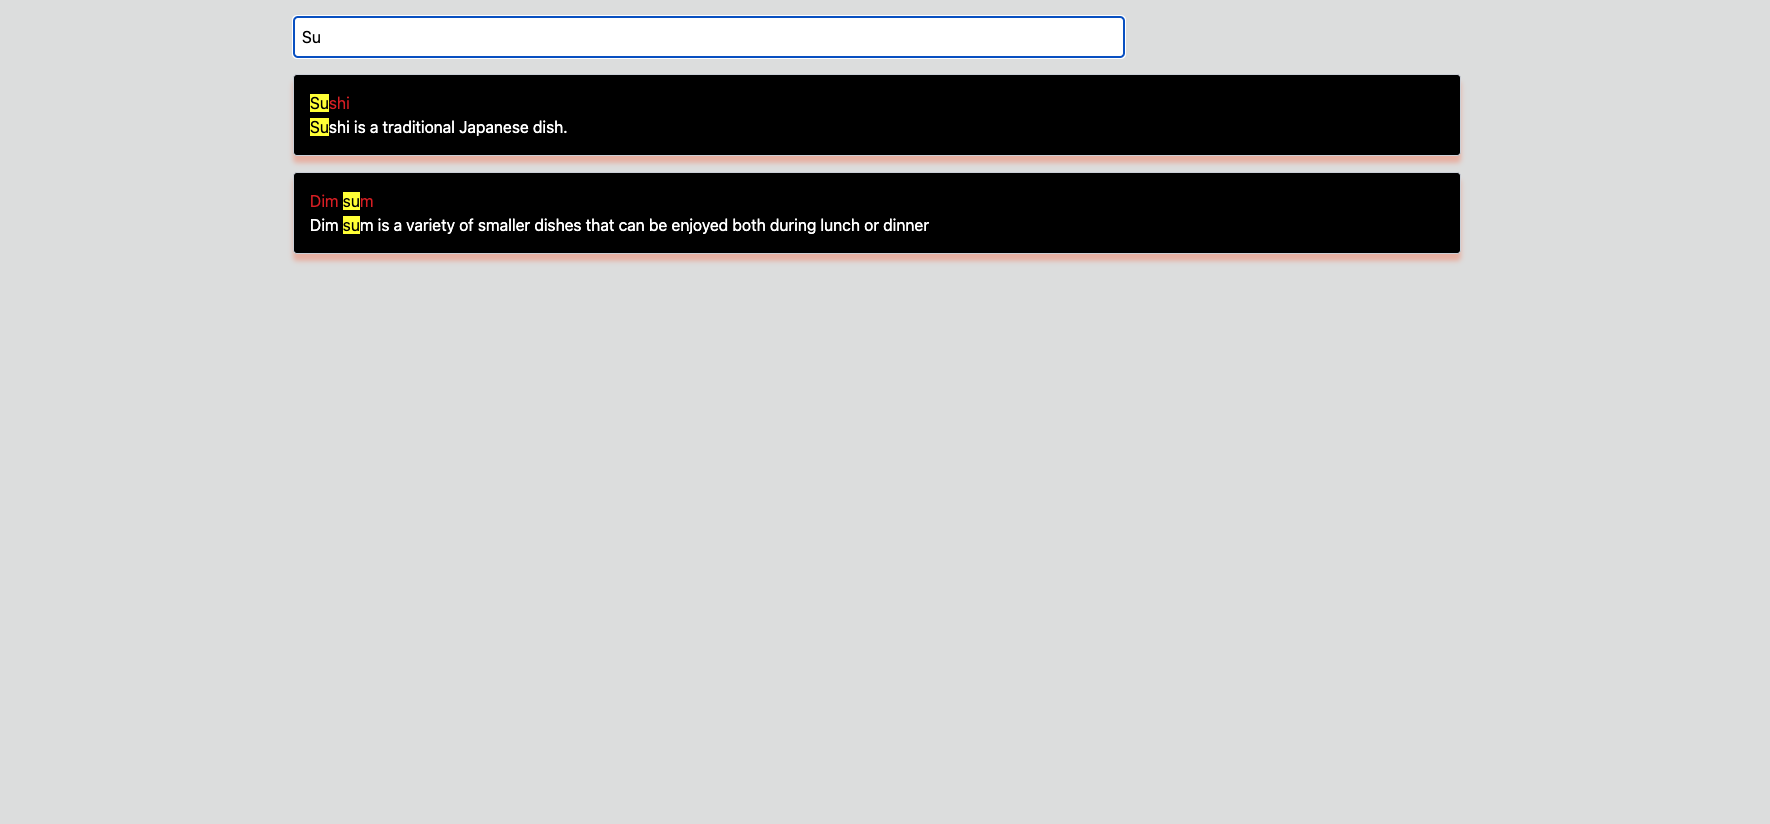 Su
Sushi
Sushi is a traditional Japanese dish.
Dim sum
Dim sum is a variety of smaller dishes that can be enjoyed both during lunch or dinner